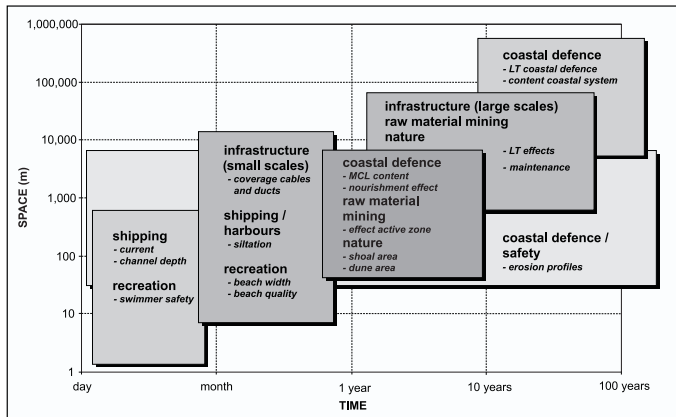 SPACE (m)
1,000,000
100,000
10,000
1,000
100
10
1
day
month
1 year
10 years
100 years
TIME
shipping
- current
- channel depth
recreation
- swimmer safety
infrastructure
(small scales)
- coverage cables
and ducts
shipping /
harbours
- siltation
recreation
- beach width
- beach quality
coastal defence
- MCL content
- nourishment effect
raw material
mining
- effect active zone
nature
- shoal area
- dune area
infrastructure (large scales)
raw material mining
nature
- LT effects
- maintenance
coastal defence
- LT coastal defence
- content coastal system
coastal defence /
safety
- erosion profiles